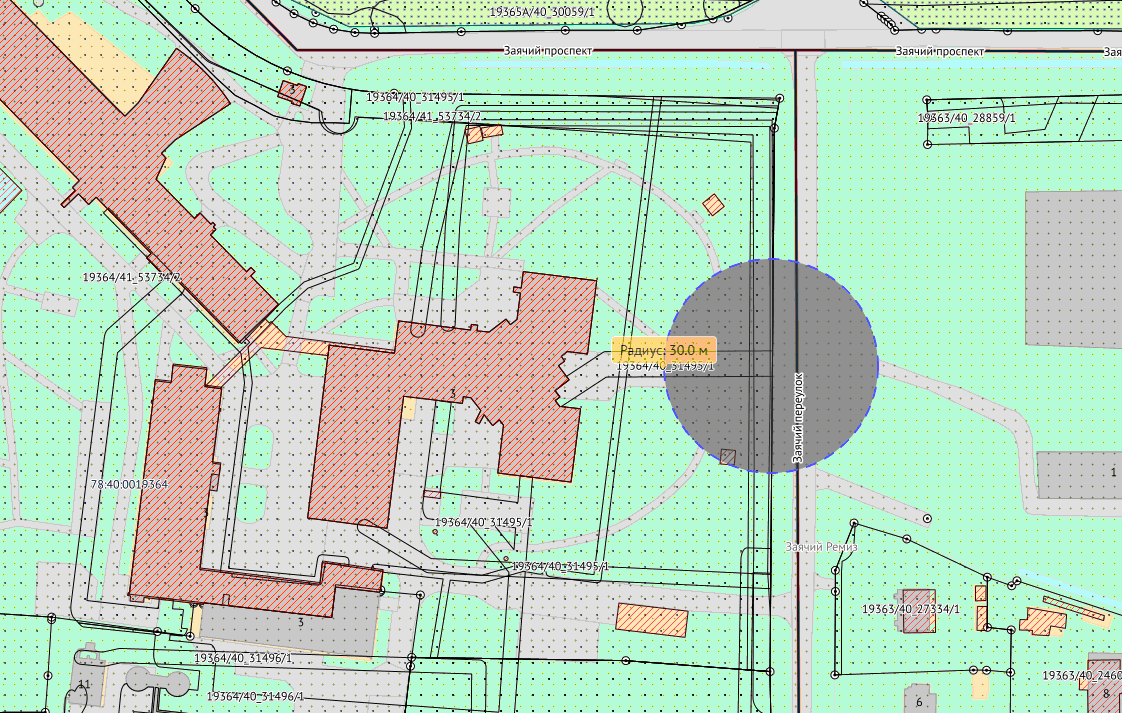 19365А/40_30059/1
Заячий проспект
Заячий проспект
Зая
3
19364/40_31495/1
19364/41_53734/2
19363/40_28859/1
19364/41_53734/2
Радиус: 30.0 м
19364/40_31495/1
3
Заячий переулок
1
78:40:0019364
3
19364/40_31495/1
Заячий Ремиз
19364/40_31495/1
19363/40_27334/1
3
19364/40_31496/1
11
19363/40_2460
19364/40_31496/1
8
6